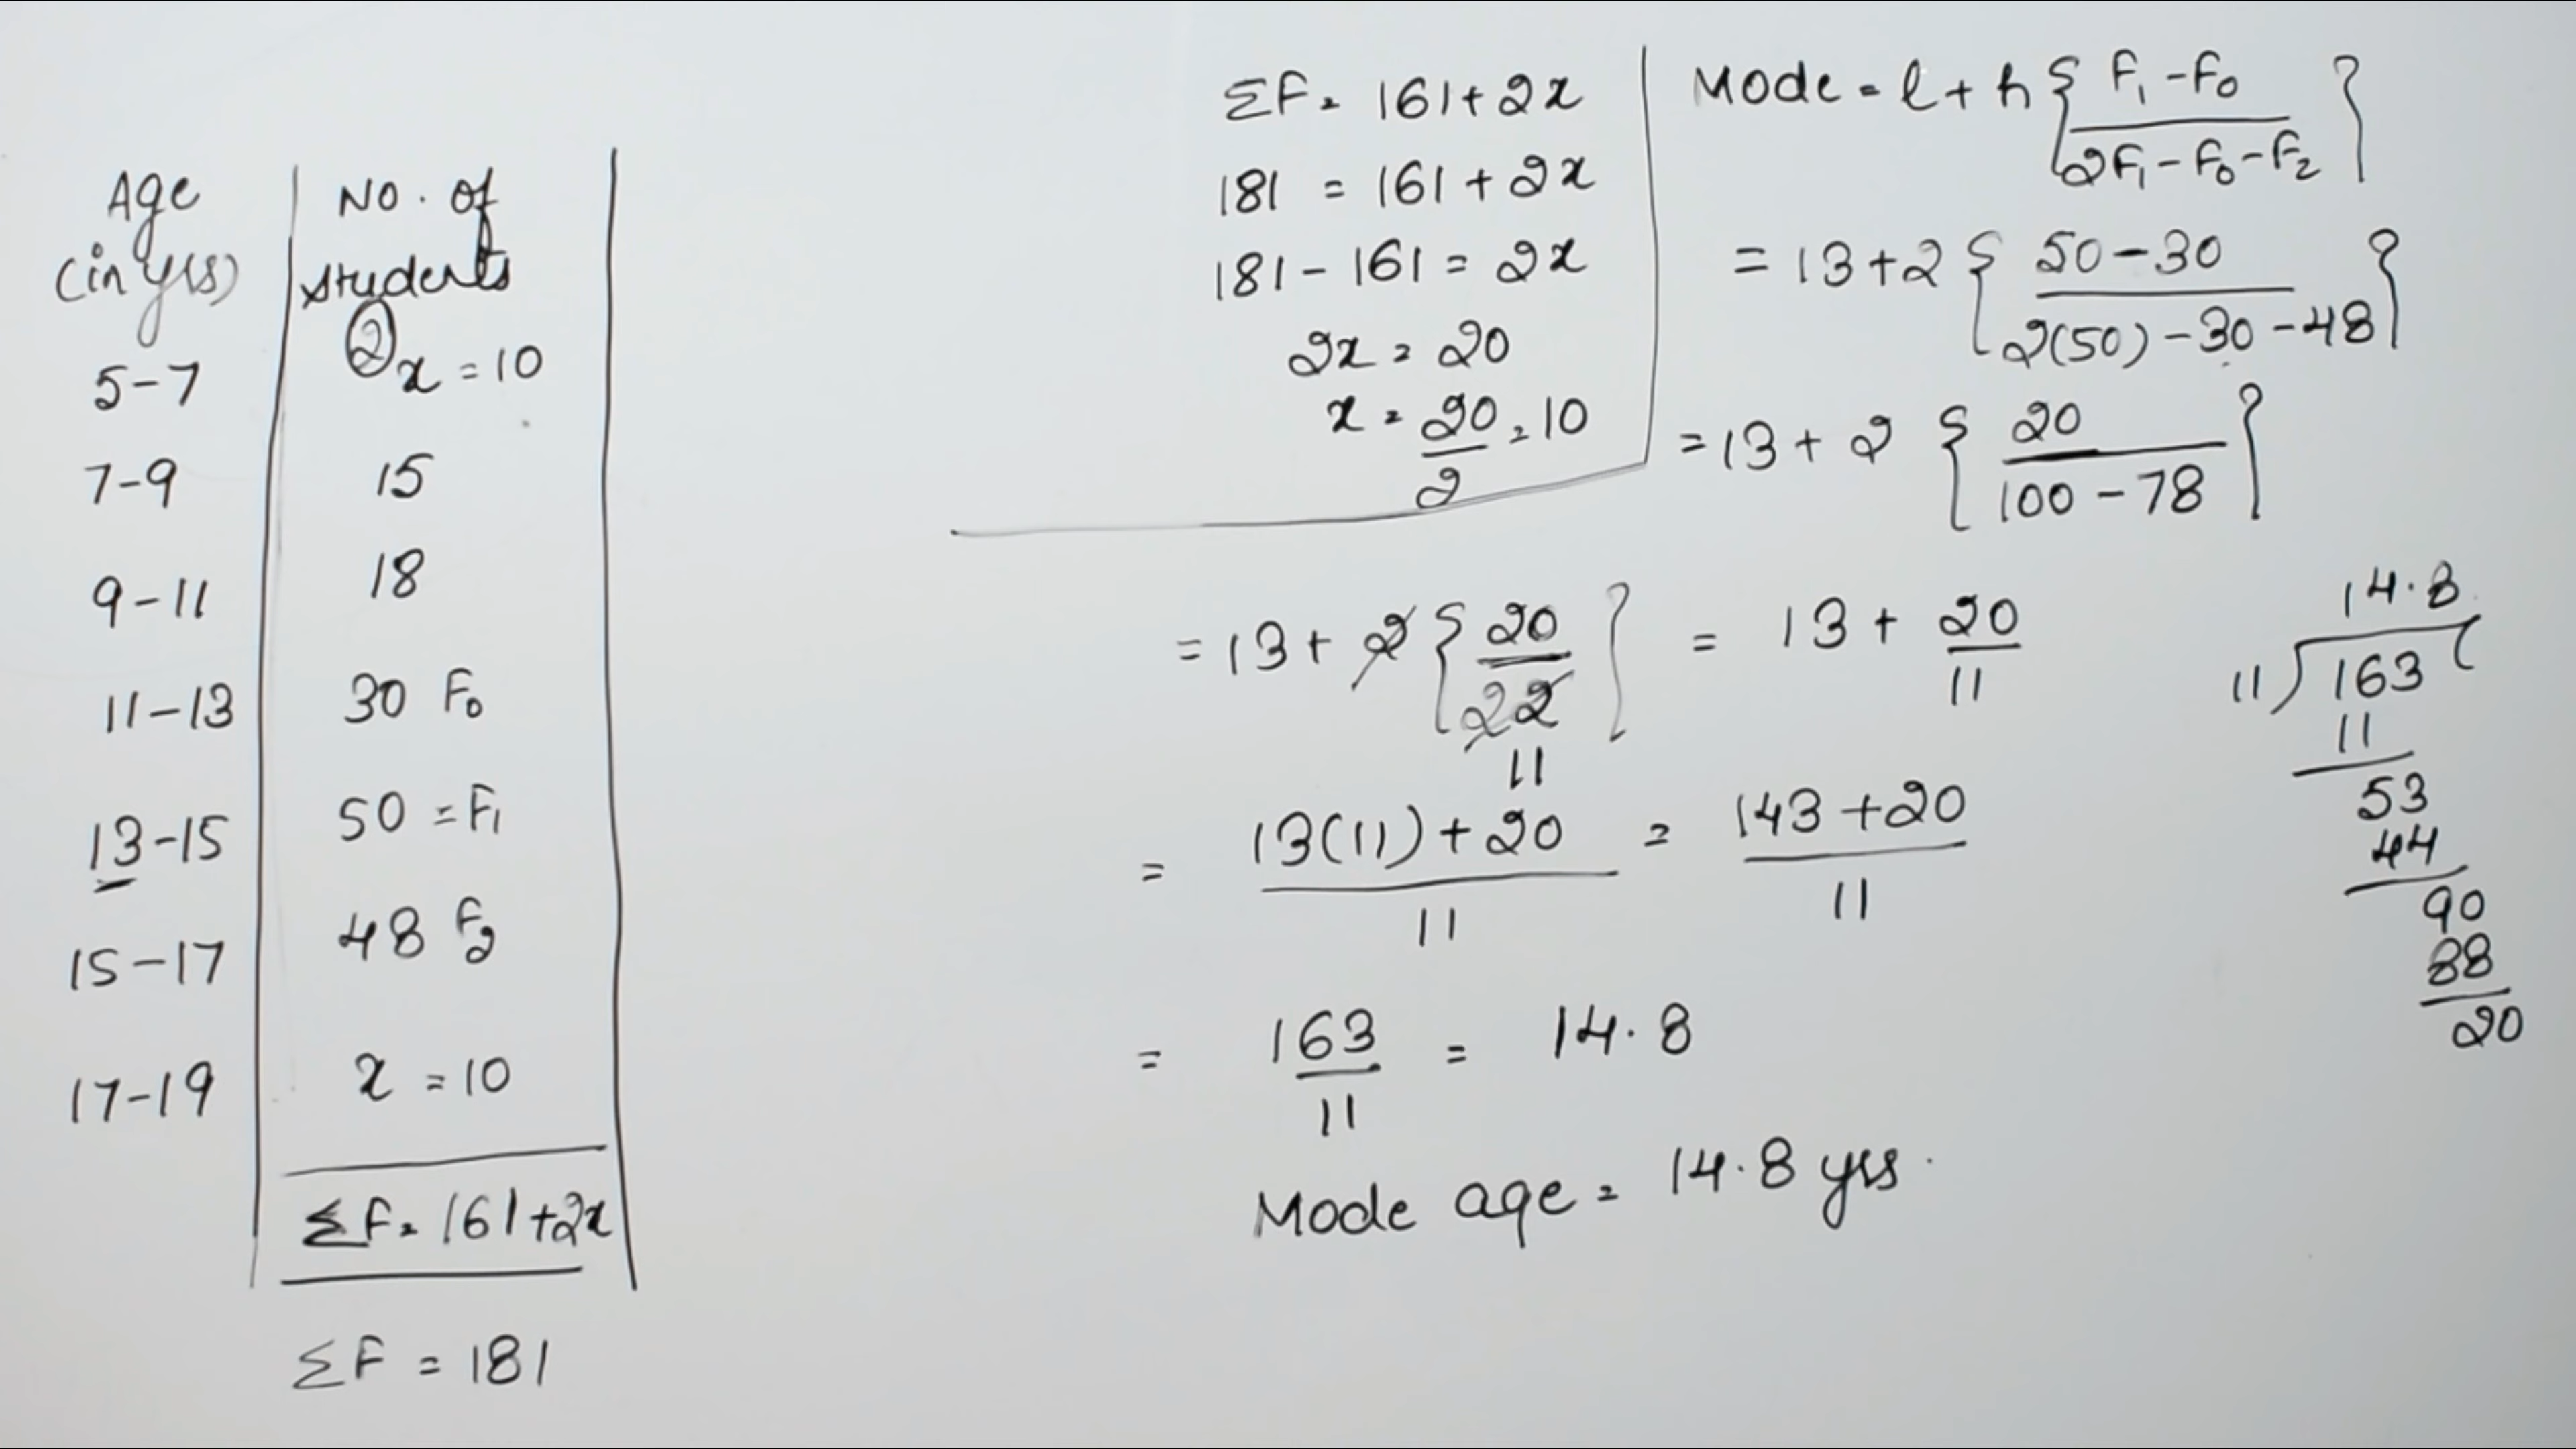 Age (in yrs) | No. of students
② 
5-7 | x = 10
7-9 | 15
9-11 | 18
11-13 | 30 F₀
13-15 | 50 = F₁
15-17 | 48 F₂
17-19 | x = 10
ΣF = 161+2x
ΣF = 181
ΣF = 161+2x
181 = 161+2x
181-161 = 2x
2x = 20
x = 20/2 = 10
Mode = l + h { F₁-F₀ / 2F₁-F₀-F₂ }
= 13+2 { 50-30 / 2(50)-30-48 }
= 13+2 { 20 / 100-78 }
= 13+2 { 20 / 22 } = 13 + 20/11
11
= 13(11)+20 / 11 = 143+20 / 11
= 163/11 = 14.8
Mode age = 14.8 yrs.
14.8
11 ) 163 (
11
53
44
90
88
20